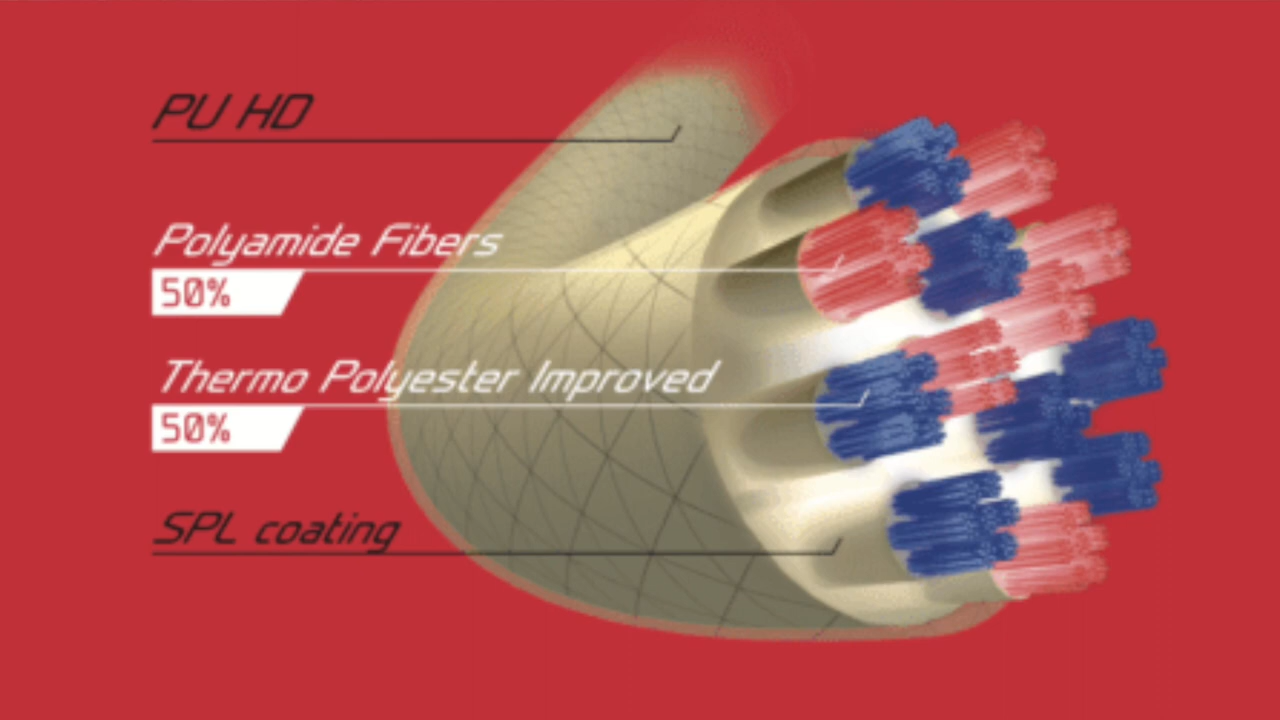 PU HD
Polyamide Fibers
50%
Thermo Polyester Improved
50%
SPL coating